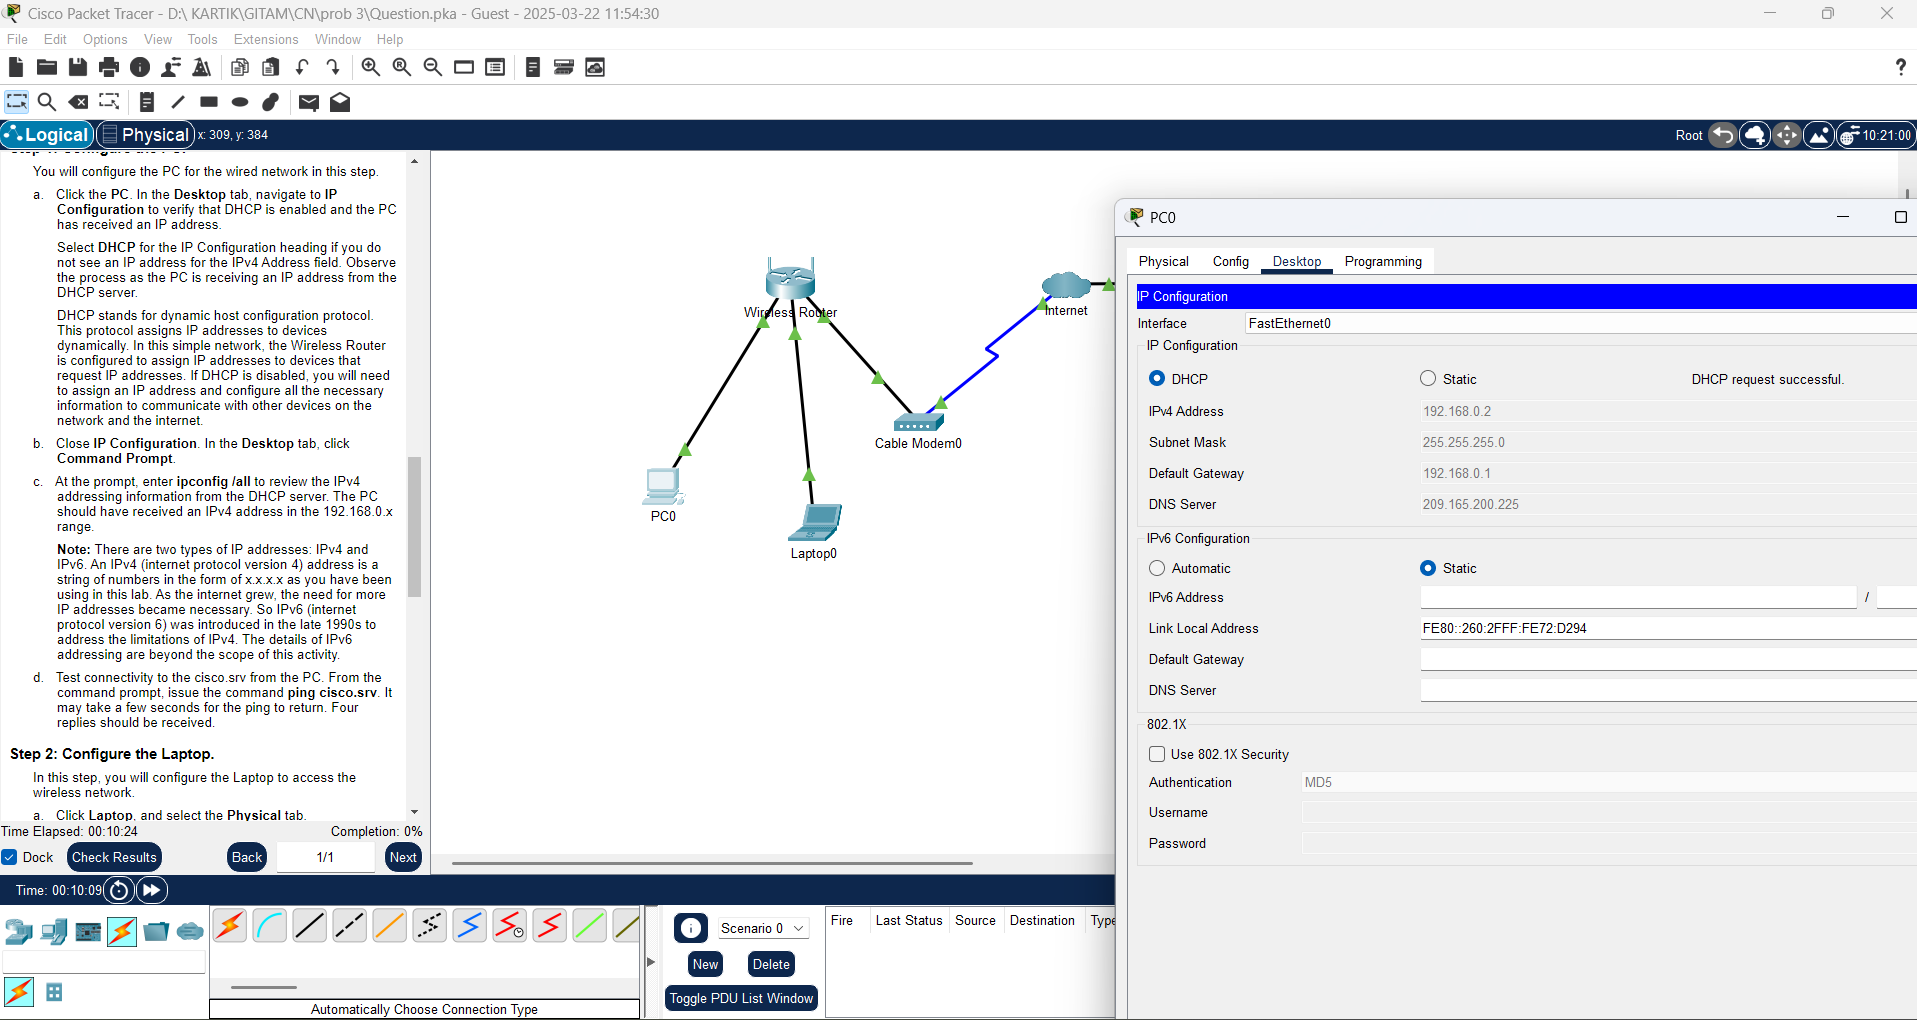 Cisco Packet Tracer - D:\ KARTIK\GITAM\CN\prob 3\Question.pka - Guest - 2025-03-22 11:54:30
File Edit Options View Tools Extensions Window Help
?
Logical Physical x: 309, y: 384 Root 10:21:00
You will configure the PC for the wired network in this step.
a. Click the PC. In the Desktop tab, navigate to IP
Configuration to verify that DHCP is enabled and the PC
has received an IP address.
Select DHCP for the IP Configuration heading if you do
not see an IP address for the IPv4 Address field. Observe
the process as the PC is receiving an IP address from the
DHCP server.
DHCP stands for dynamic host configuration protocol.
This protocol assigns IP addresses to devices
dynamically. In this simple network, the Wireless Router
is configured to assign IP addresses to devices that
request IP addresses. If DHCP is disabled, you will need
to assign an IP address and configure all the necessary
information to communicate with other devices on the
network and the internet.
b. Close IP Configuration. In the Desktop tab, click
Command Prompt.
c. At the prompt, enter ipconfig /all to review the IPv4
addressing information from the DHCP server. The PC
should have received an IPv4 address in the 192.168.0.x
range.
Note: There are two types of IP addresses: IPv4 and
IPv6. An IPv4 (internet protocol version 4) address is a
string of numbers in the form of x.x.x.x as you have been
using in this lab. As the internet grew, the need for more
IP addresses became necessary. So IPv6 (internet
protocol version 6) was introduced in the late 1990s to
address the limitations of IPv4. The details of IPv6
addressing are beyond the scope of this activity.
d. Test connectivity to the cisco.srv from the PC. From the
command prompt, issue the command ping cisco.srv. It
may take a few seconds for the ping to return. Four
replies should be received.
Step 2: Configure the Laptop.
In this step, you will configure the Laptop to access the
wireless network.
a. Click Laptop, and select the Physical tab.
Time Elapsed: 00:10:24 Completion: 0%
Dock Check Results Back 1/1 Next
Wireless Router
Internet
Cable Modem0
PC0
Laptop0
PC0
Physical Config Desktop Programming
IP Configuration
Interface FastEthernet0
IP Configuration
DHCP Static DHCP request successful.
IPv4 Address 192.168.0.2
Subnet Mask 255.255.255.0
Default Gateway 192.168.0.1
DNS Server 209.165.200.225
IPv6 Configuration
Automatic Static
IPv6 Address /
Link Local Address FE80::260:2FFF:FE72:D294
Default Gateway
DNS Server
802.1X
Use 802.1X Security
Authentication MD5
Username
Password
Time: 00:10:09
Automatically Choose Connection Type
Scenario 0
New Delete
Toggle PDU List Window
Fire Last Status Source Destination Type